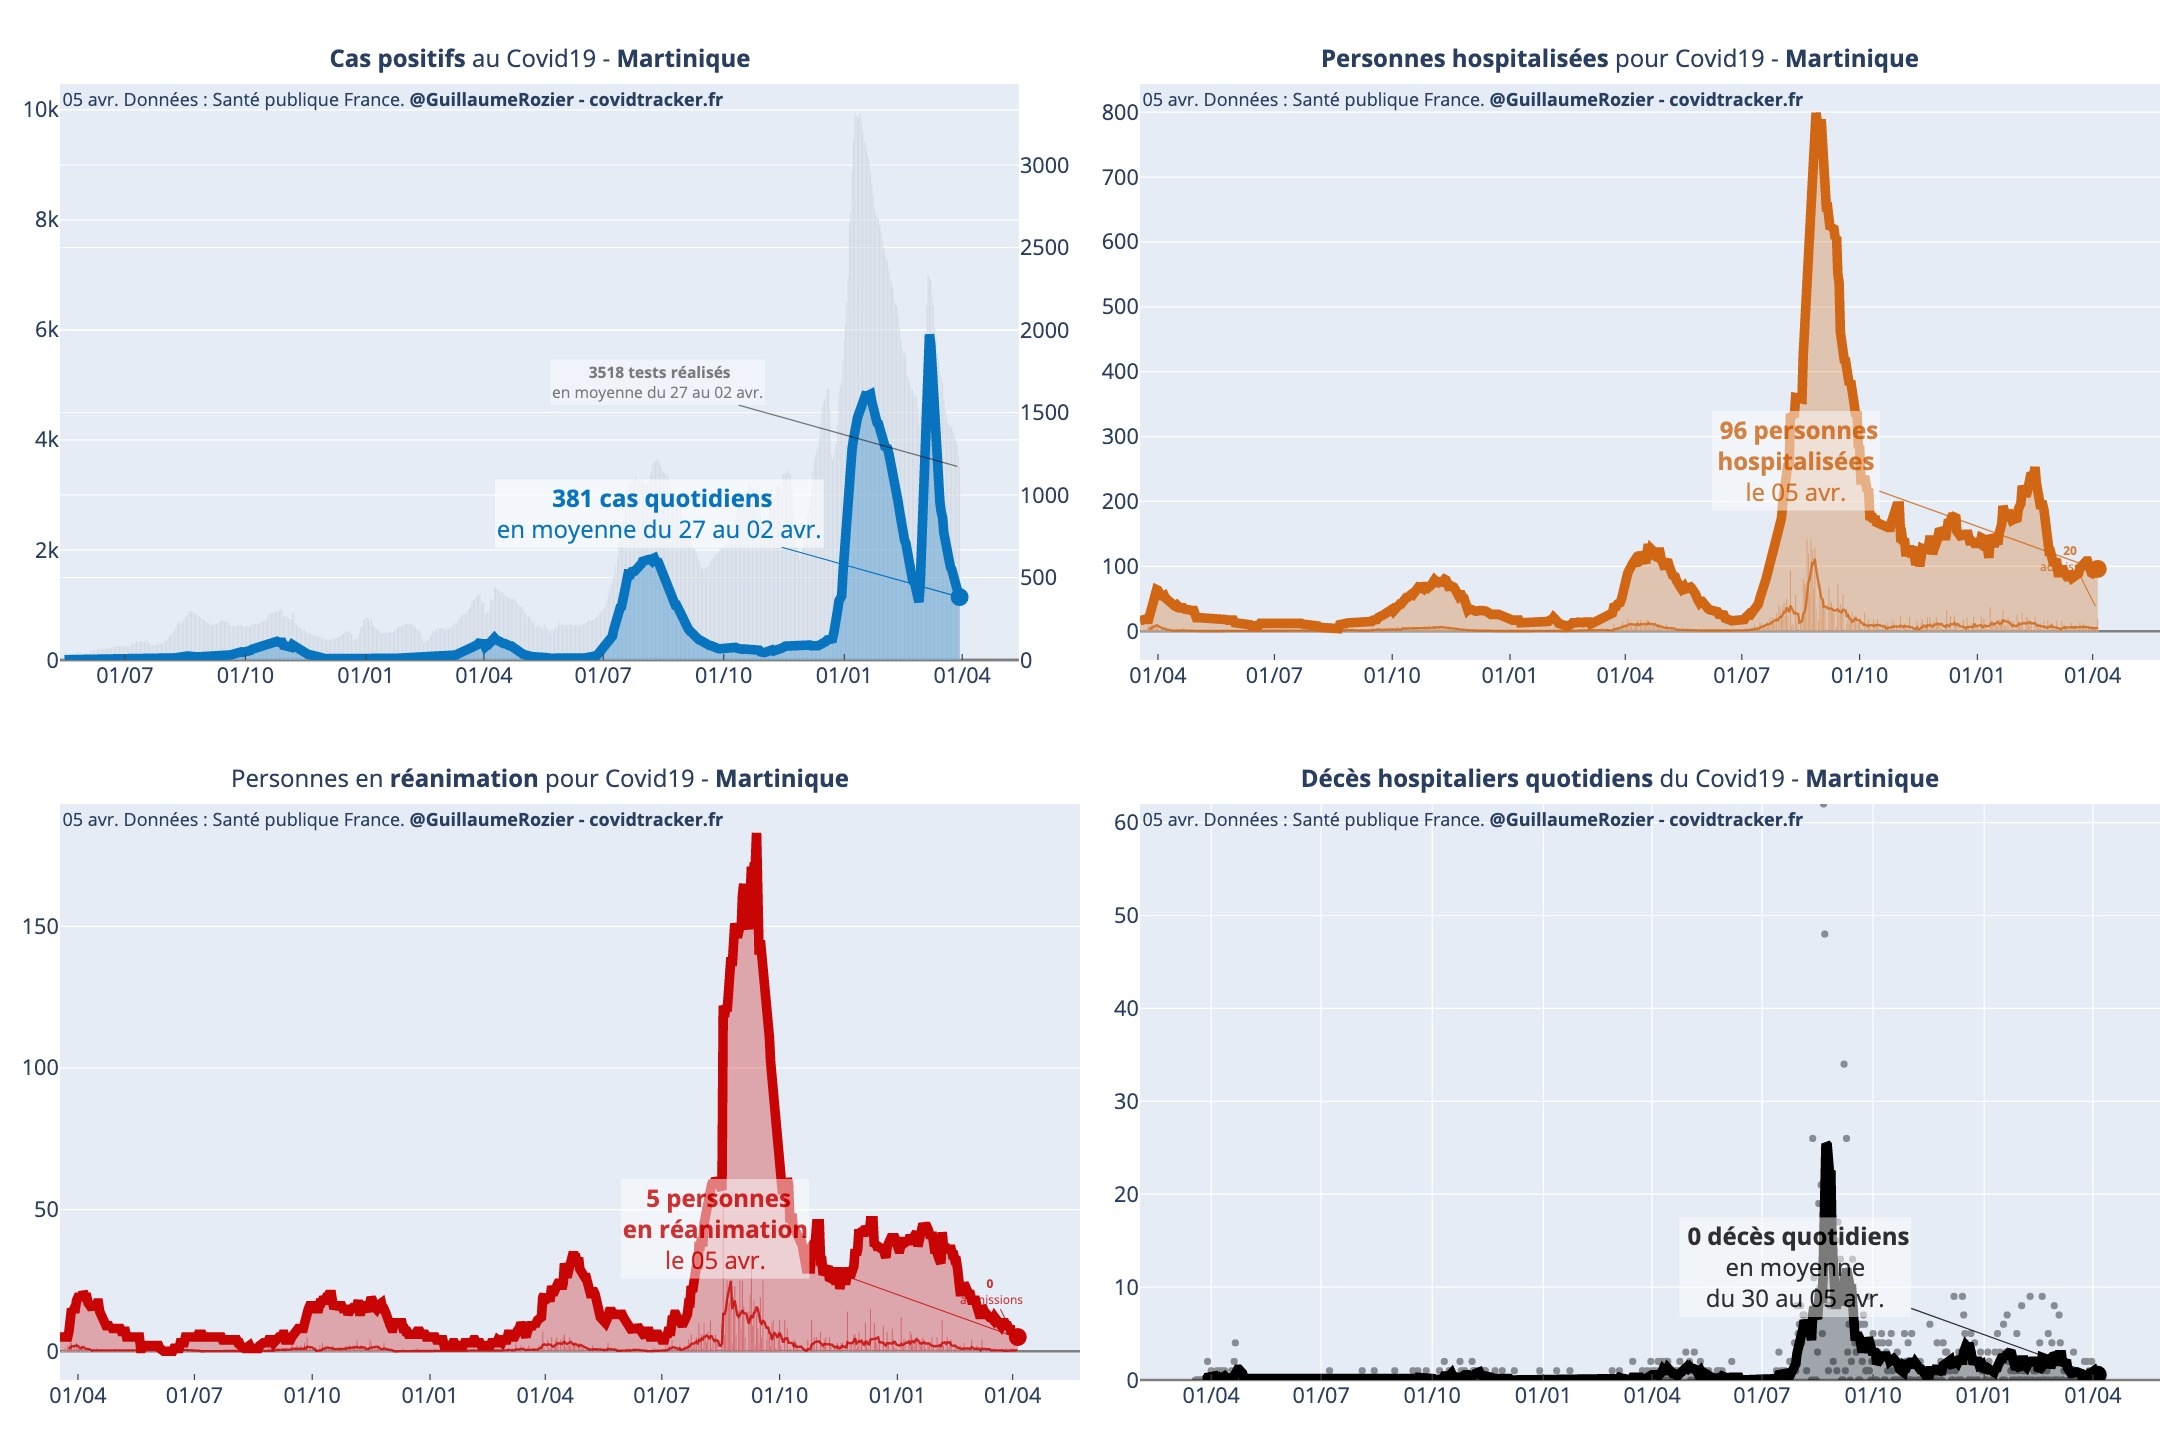 Cas positifs au Covid19 - Martinique
05 avr. Données : Santé publique France. @GuillaumeRozier - covidtracker.fr
10k
8k
6k
4k
2k
0
3000
2500
2000
1500
1000
500
0
3518 tests réalisés
en moyenne du 27 au 02 avr.
381 cas quotidiens
en moyenne du 27 au 02 avr.
01/07 01/10 01/01 01/04 01/07 01/10 01/01 01/04
Personnes hospitalisées pour Covid19 - Martinique
05 avr. Données : Santé publique France. @GuillaumeRozier - covidtracker.fr
800
700
600
500
400
300
200
100
0
96 personnes
hospitalisées
le 05 avr.
20
01/04 01/07 01/10 01/01 01/04 01/07 01/10 01/01 01/04
Personnes en réanimation pour Covid19 - Martinique
05 avr. Données : Santé publique France. @GuillaumeRozier - covidtracker.fr
150
100
50
0
5 personnes
en réanimation
le 05 avr.
0
admissions
01/04 01/07 01/10 01/01 01/04 01/07 01/10 01/01 01/04
Décès hospitaliers quotidiens du Covid19 - Martinique
05 avr. Données : Santé publique France. @GuillaumeRozier - covidtracker.fr
60
50
40
30
20
10
0
0 décès quotidiens
en moyenne
du 30 au 05 avr.
01/04 01/07 01/10 01/01 01/04 01/07 01/10 01/01 01/04